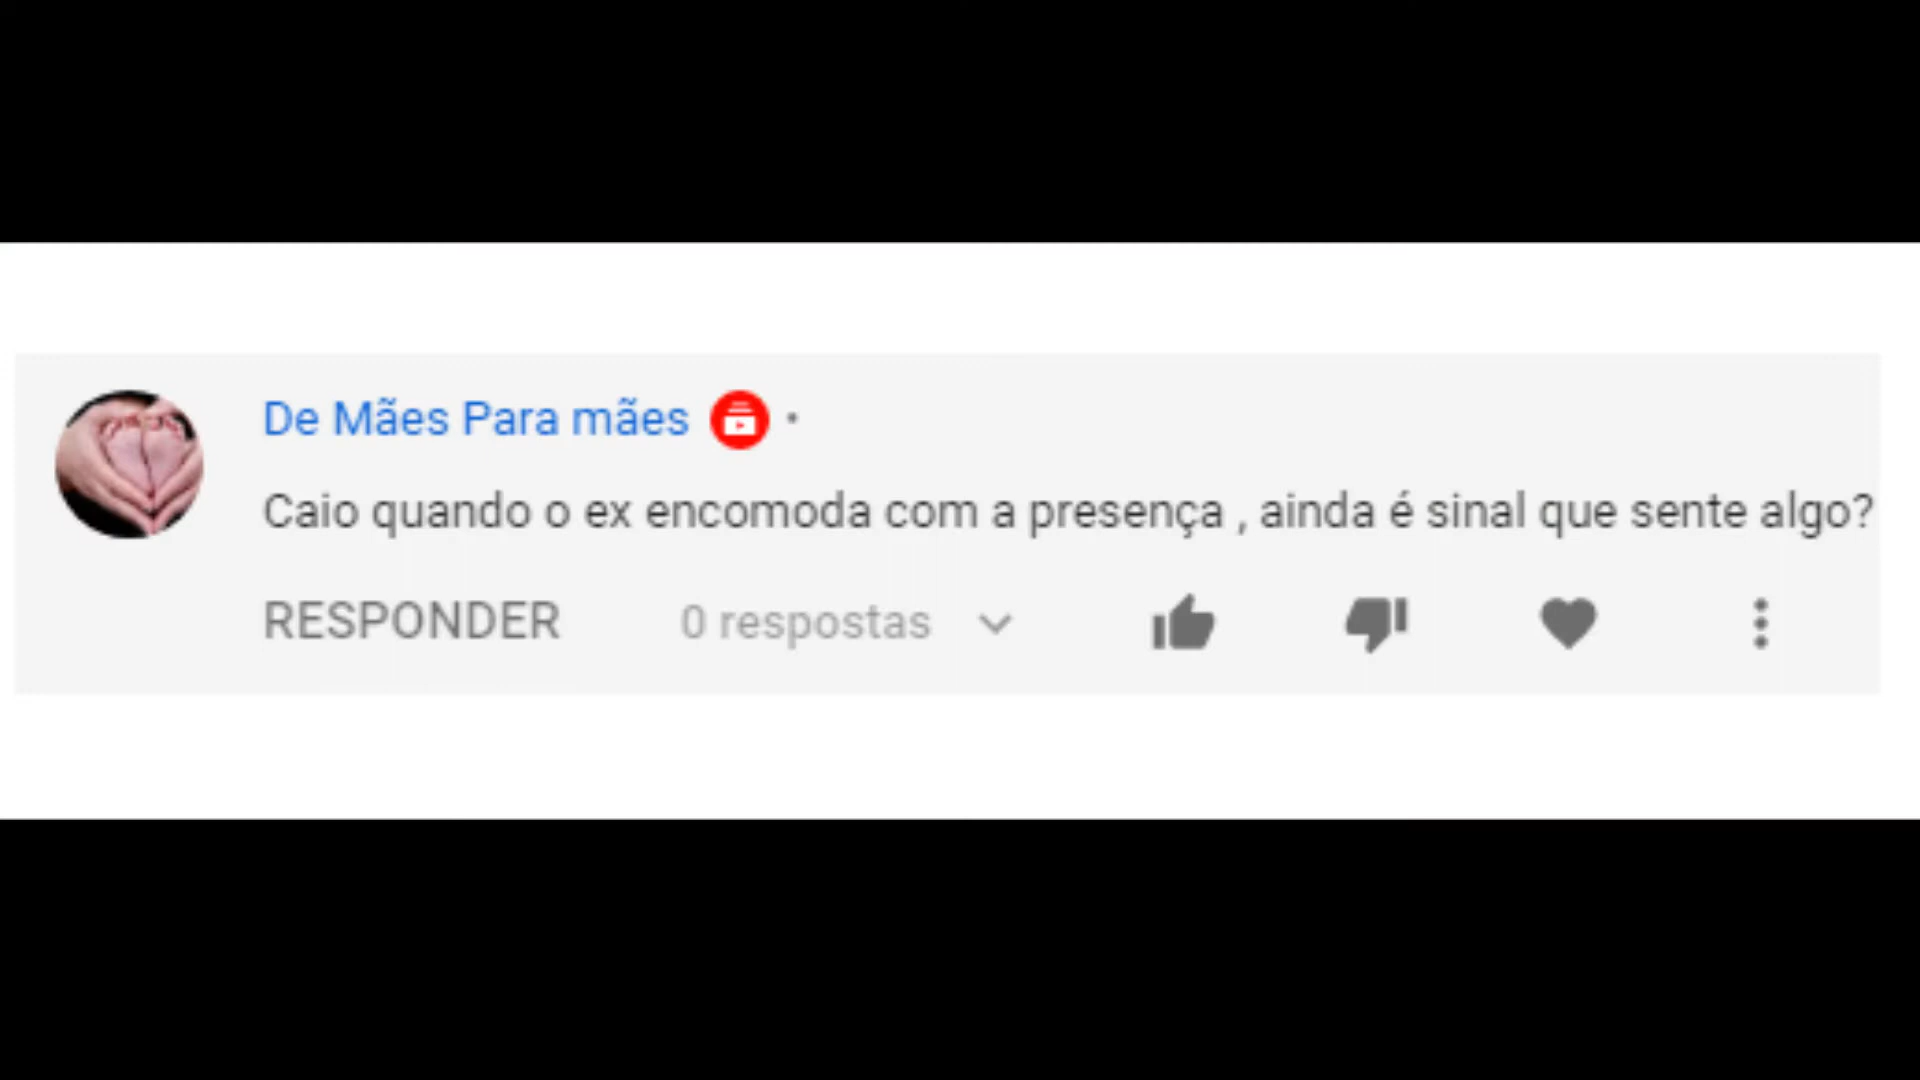 De Mães Para mães •
Caio quando o ex encomoda com a presença , ainda é sinal que sente algo?
RESPONDER 0 respostas